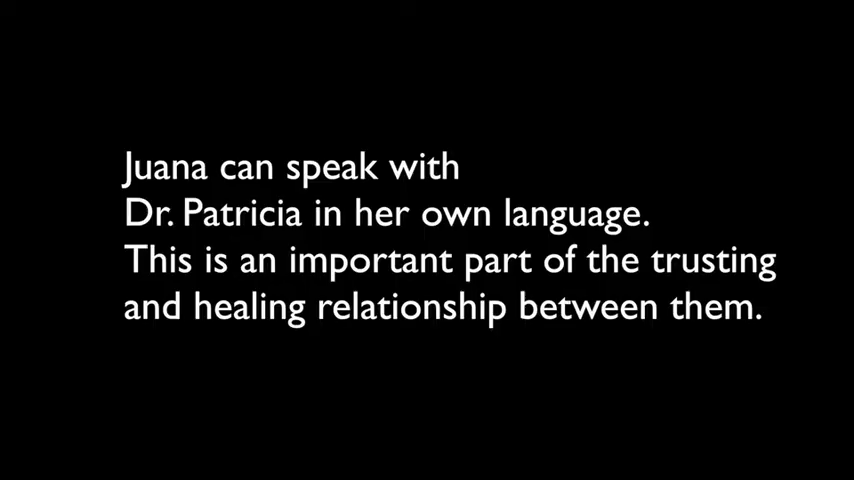 Juana can speak with
Dr. Patricia in her own language.
This is an important part of the trusting
and healing relationship between them.